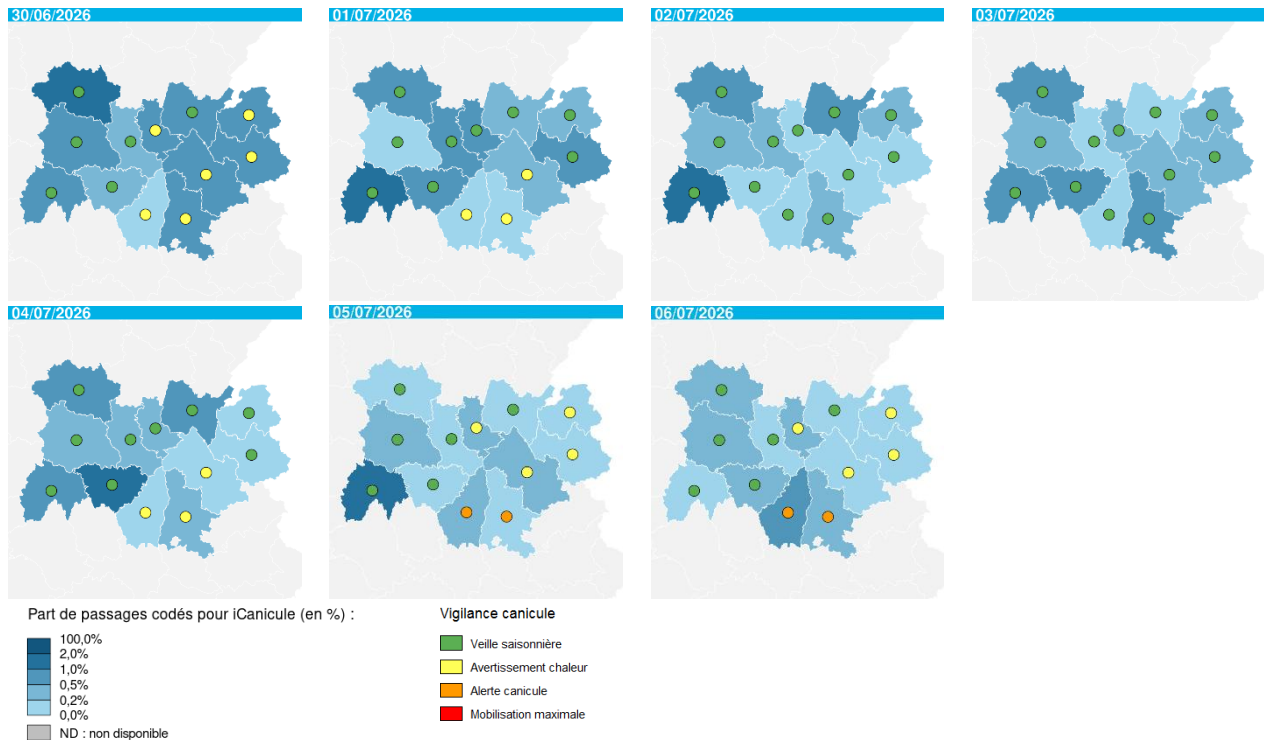 30/06/2026
01/07/2026
02/07/2026
03/07/2026
04/07/2026
05/07/2026
06/07/2026
Part de passages codés pour iCanicule (en %) :
100,0%
2,0%
1,0%
0,5%
0,2%
0,0%
ND : non disponible
Vigilance canicule
Veille saisonnière
Avertissement chaleur
Alerte canicule
Mobilisation maximale